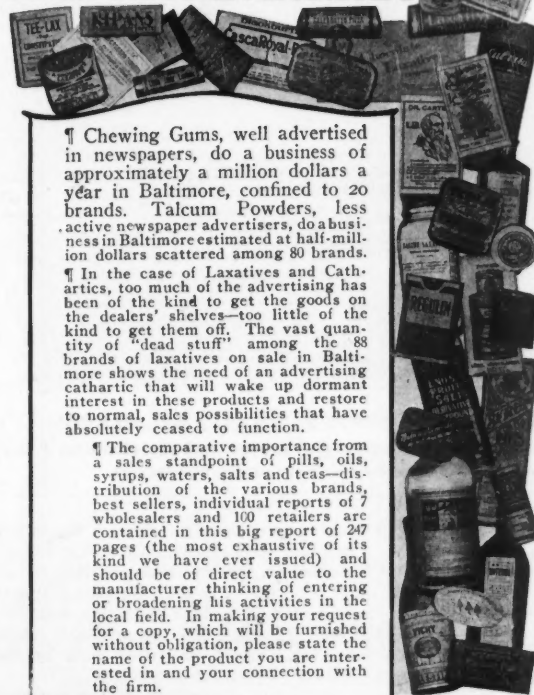 TEE-LAX
CascaRoyal-P
DR. CARTE
REGULEM
ENO'S
FRUIT
SALT
VICHY
¶ Chewing Gums, well advertised
in newspapers, do a business of
approximately a million dollars a
year in Baltimore, confined to 20
brands. Talcum Powders, less
active newspaper advertisers, do a busi-
ness in Baltimore estimated at half-mill-
ion dollars scattered among 80 brands.
¶ In the case of Laxatives and Cath-
artics, too much of the advertising has
been of the kind to get the goods on
the dealers' shelves—too little of the
kind to get them off. The vast quan-
tity of "dead stuff" among the 88
brands of laxatives on sale in Balti-
more shows the need of an advertising
cathartic that will wake up dormant
interest in these products and restore
to normal, sales possibilities that have
absolutely ceased to function.
¶ The comparative importance from
a sales standpoint of pills, oils,
syrups, waters, salts and teas—dis-
tribution of the various brands,
best sellers, individual reports of 7
wholesalers and 100 retailers are
contained in this big report of 247
pages (the most exhaustive of its
kind we have ever issued) and
should be of direct value to the
manufacturer thinking of entering
or broadening his activities in the
local field. In making your request
for a copy, which will be furnished
without obligation, please state the
name of the product you are inter-
ested in and your connection with
the firm.